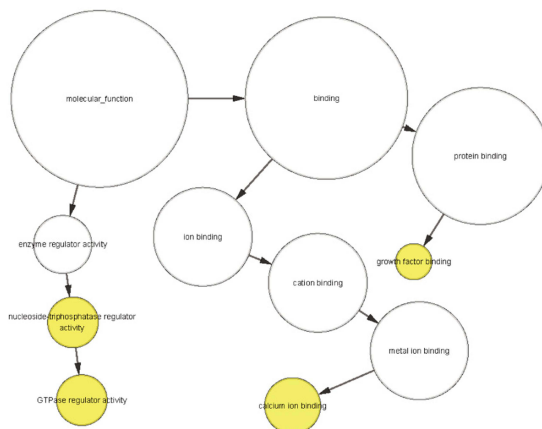 molecular_function
binding
protein binding
enzyme regulator activity
ion binding
growth factor binding
cation binding
nucleoside-triphosphatase regulator
activity
metal ion binding
GTPase regulator activity
calcium ion binding